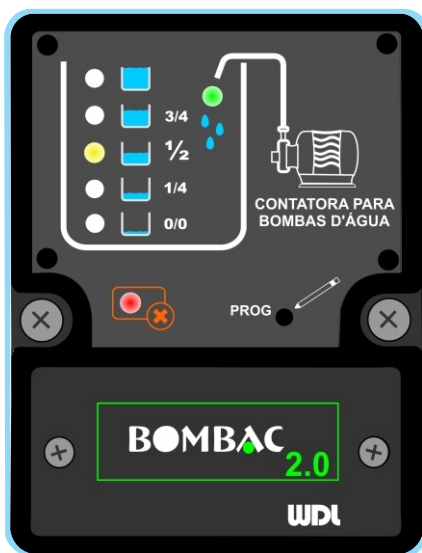 3/4
½
1/4
0/0
CONTATORA PARA
BOMBAS D'ÁGUA
PROG
BOMBAC
2.0
WDL